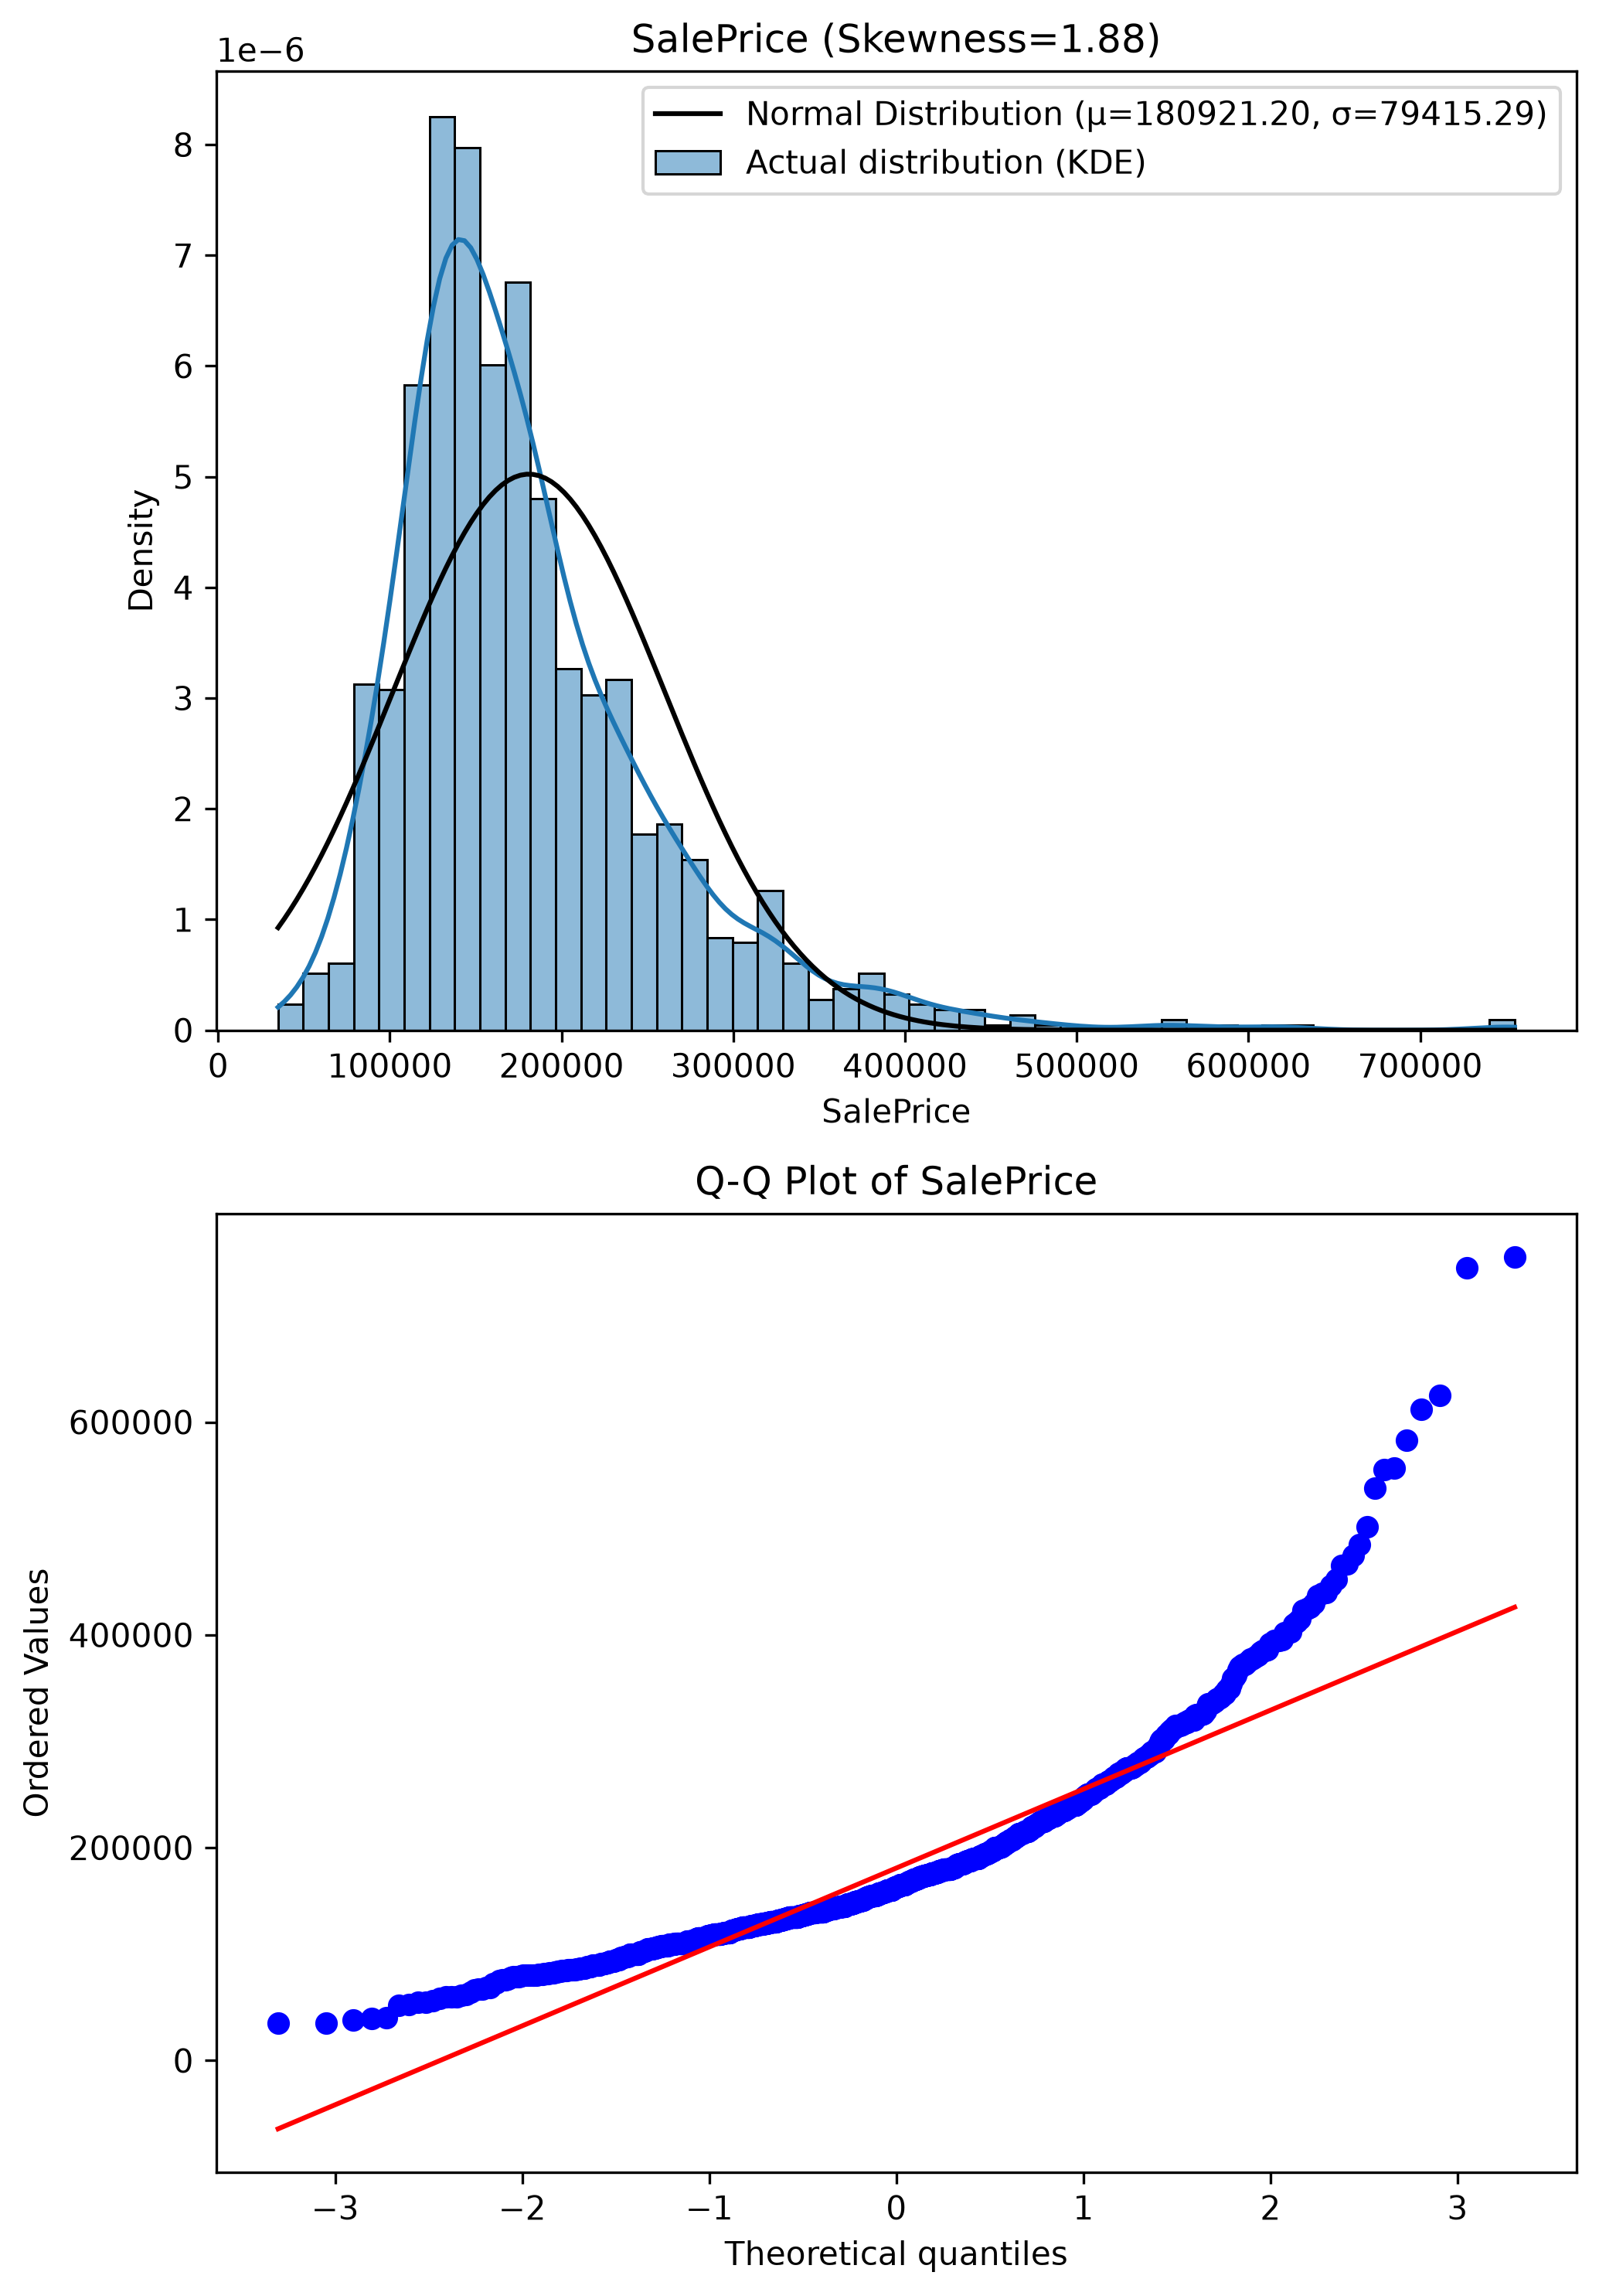 SalePrice (Skewness=1.88)
1e−6
Normal Distribution (μ=180921.20, σ=79415.29)
Actual distribution (KDE)
8
7
6
5
4
3
2
1
0
Density
0 100000 200000 300000 400000 500000 600000 700000
SalePrice
Q-Q Plot of SalePrice
600000
400000
200000
0
Ordered Values
−3 −2 −1 0 1 2 3
Theoretical quantiles